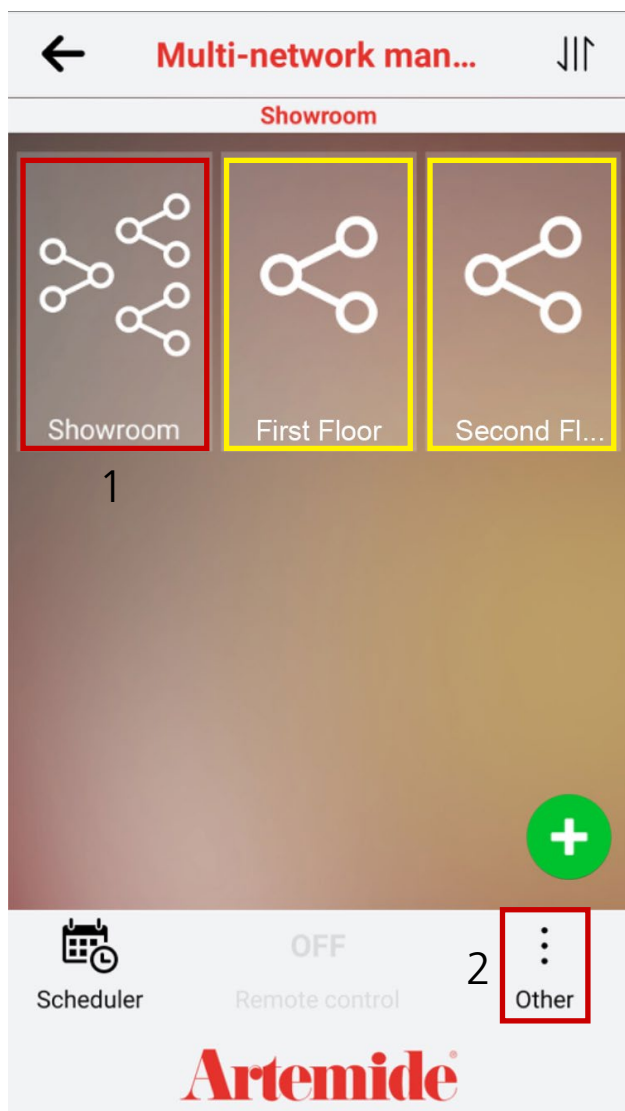 Multi-network man...
Showroom
Showroom
First Floor
Second Fl...
1
OFF
2
Scheduler
Remote control
Other
Artemide